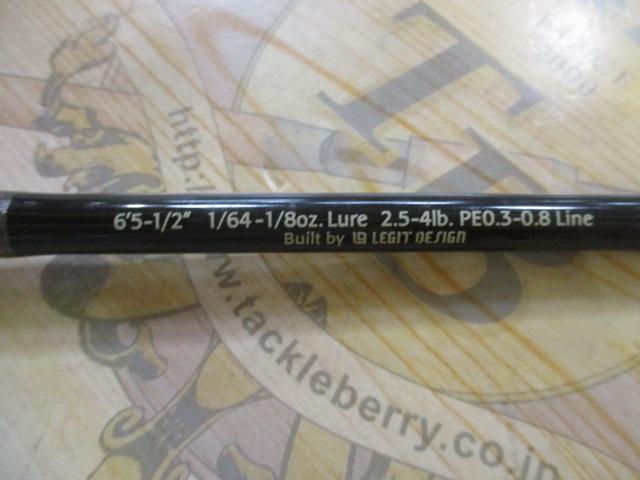 6'5-1/2" 1/64-1/8oz. Lure 2.5-4lb. PE0.3-0.8 Line
Built by LEGIT DESIGN
http:
www.tackleberry.co.jp